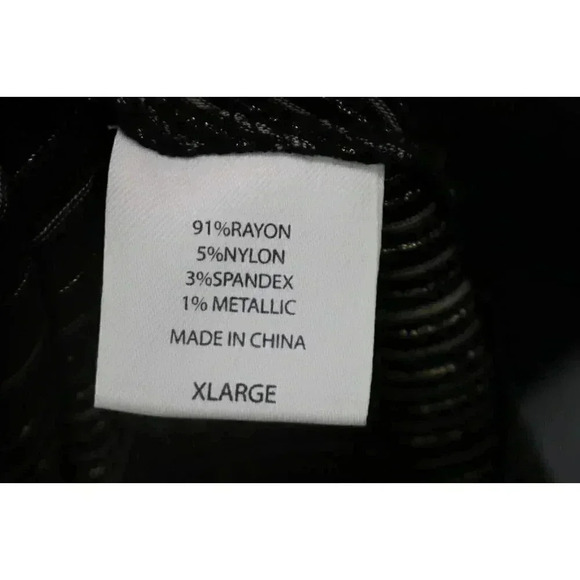 91%RAYON
5%NYLON
3%SPANDEX
1% METALLIC
MADE IN CHINA
XLARGE